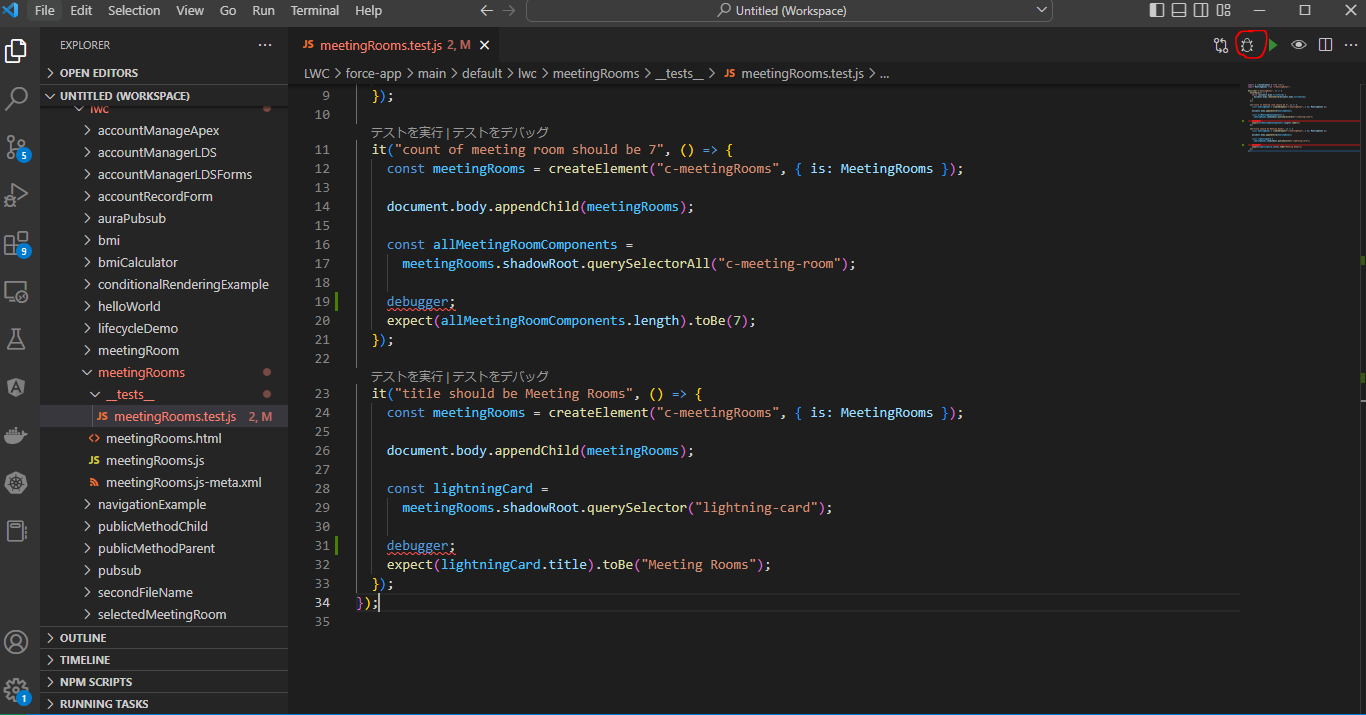 File Edit Selection View Go Run Terminal Help
Untitled (Workspace)
EXPLORER
OPEN EDITORS
UNTITLED (WORKSPACE)
lwc
accountManageApex
accountManagerLDS
accountManagerLDSForms
accountRecordForm
auraPubsub
bmi
bmiCalculator
conditionalRenderingExample
helloWorld
lifecycleDemo
meetingRoom
meetingRooms
__tests__
JS meetingRooms.test.js 2, M
<> meetingRooms.html
JS meetingRooms.js
meetingRooms.js-meta.xml
navigationExample
publicMethodChild
publicMethodParent
pubsub
secondFileName
selectedMeetingRoom
OUTLINE
TIMELINE
NPM SCRIPTS
RUNNING TASKS
5
9
1
JS meetingRooms.test.js 2, M
LWC > force-app > main > default > lwc > meetingRooms > __tests__ > JS meetingRooms.test.js > ...
9 });
10
テストを実行 | テストをデバッグ
11 it("count of meeting room should be 7", () => {
12 const meetingRooms = createElement("c-meetingRooms", { is: MeetingRooms });
13
14 document.body.appendChild(meetingRooms);
15
16 const allMeetingRoomComponents =
17 meetingRooms.shadowRoot.querySelectorAll("c-meeting-room");
18
19 debugger;
20 expect(allMeetingRoomComponents.length).toBe(7);
21 });
22
テストを実行 | テストをデバッグ
23 it("title should be Meeting Rooms", () => {
24 const meetingRooms = createElement("c-meetingRooms", { is: MeetingRooms });
25
26 document.body.appendChild(meetingRooms);
27
28 const lightningCard =
29 meetingRooms.shadowRoot.querySelector("lightning-card");
30
31 debugger;
32 expect(lightningCard.title).toBe("Meeting Rooms");
33 });
34 });
35